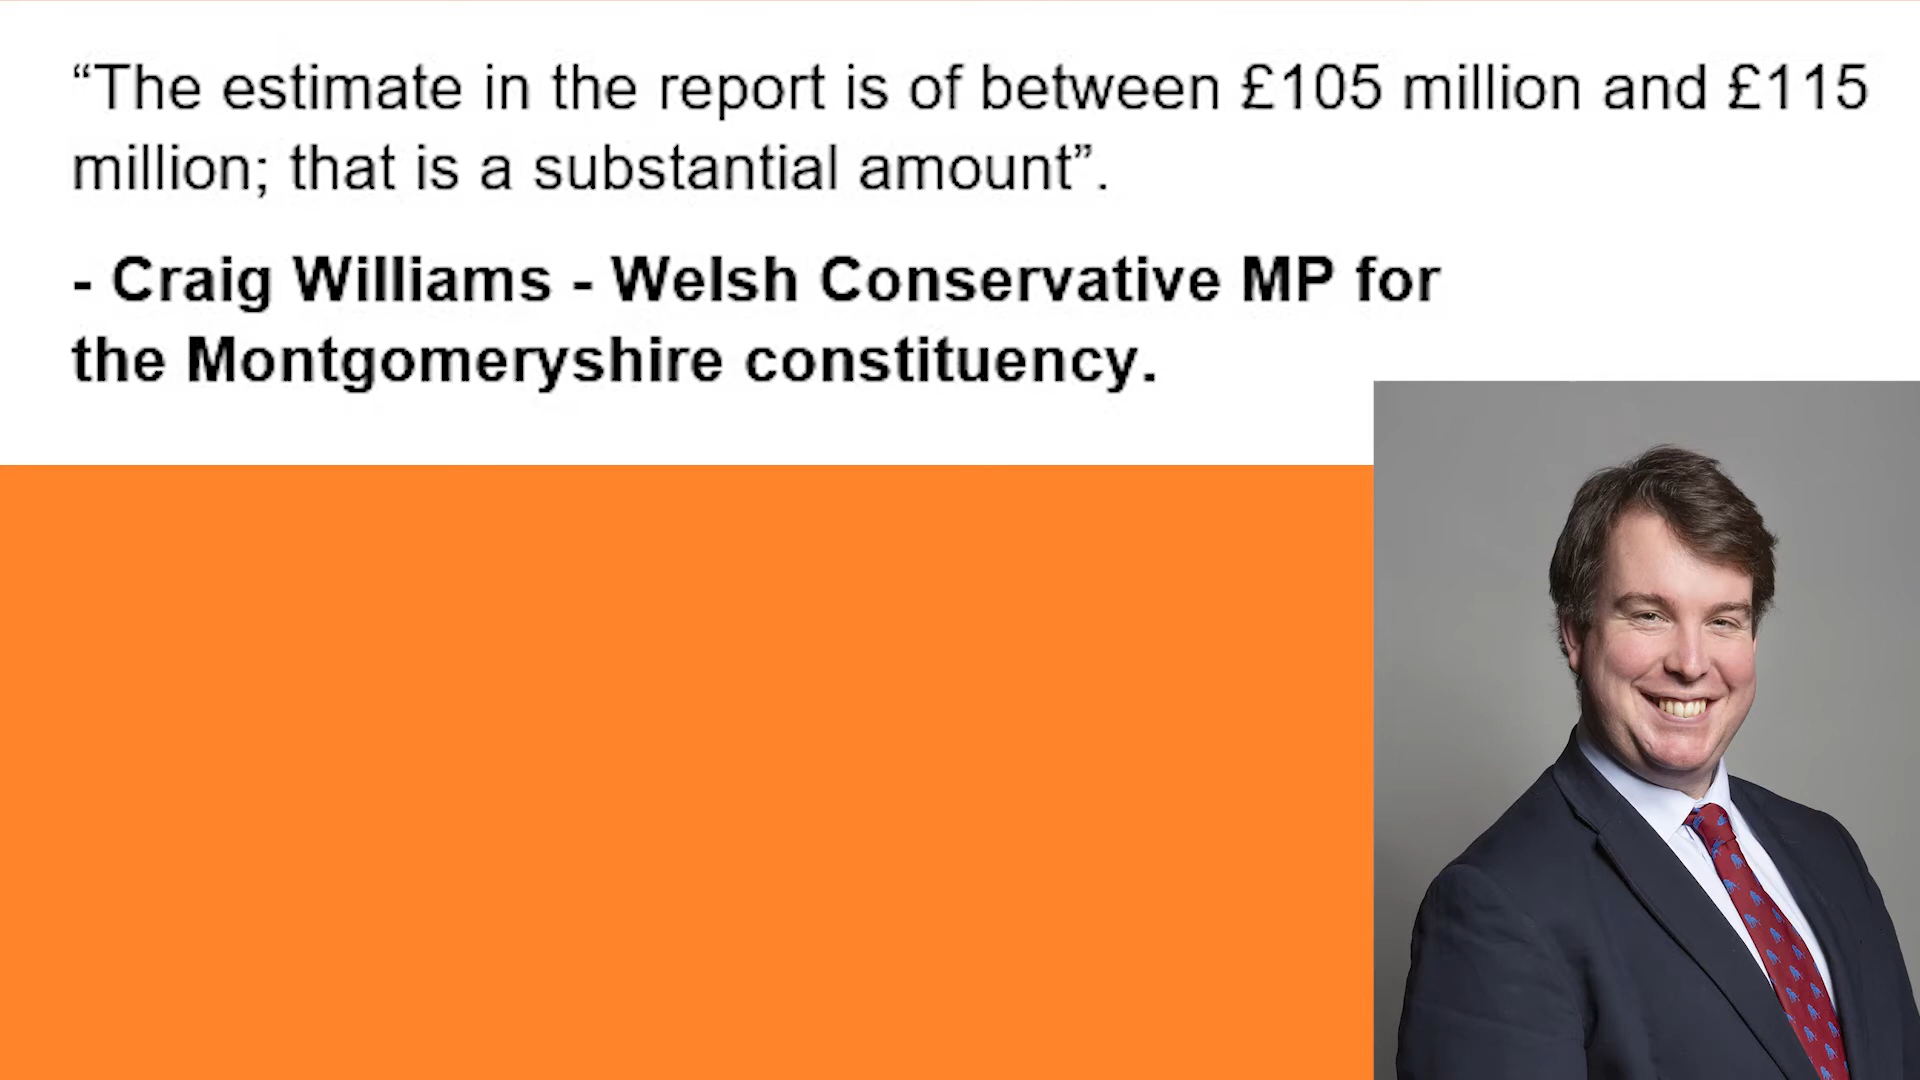 “The estimate in the report is of between £105 million and £115
million; that is a substantial amount”.
- Craig Williams - Welsh Conservative MP for
the Montgomeryshire constituency.